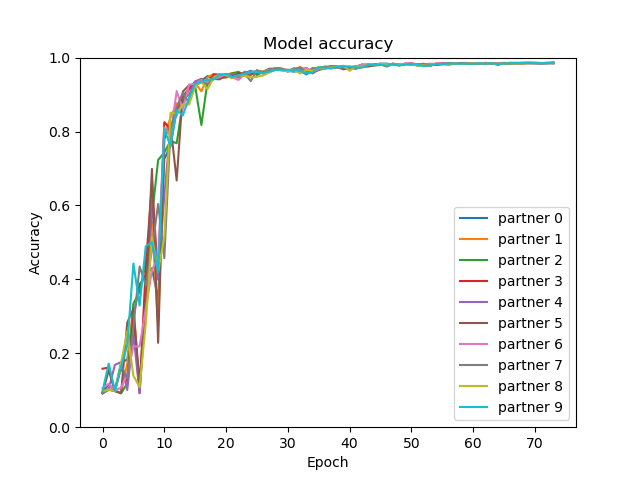 Model accuracy
Accuracy
1.0
0.8
0.6
0.4
0.2
0.0
partner 0
partner 1
partner 2
partner 3
partner 4
partner 5
partner 6
partner 7
partner 8
partner 9
0 10 20 30 40 50 60 70
Epoch